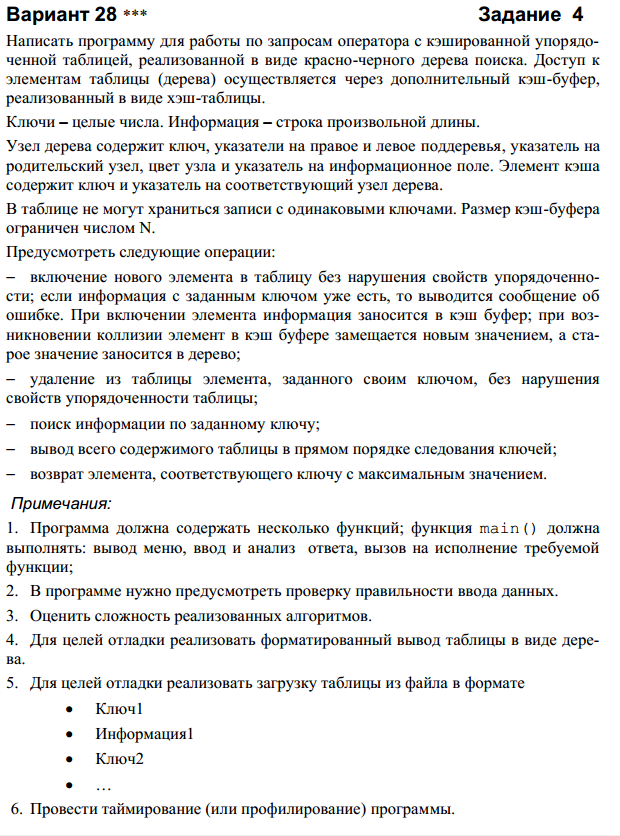 Вариант 28 *** Задание 4
Написать программу для работы по запросам оператора с кэшированной упорядо-
ченной таблицей, реализованной в виде красно-черного дерева поиска. Доступ к
элементам таблицы (дерева) осуществляется через дополнительный кэш-буфер,
реализованный в виде хэш-таблицы.
Ключи – целые числа. Информация – строка произвольной длины.
Узел дерева содержит ключ, указатели на правое и левое поддеревья, указатель на
родительский узел, цвет узла и указатель на информационное поле. Элемент кэша
содержит ключ и указатель на соответствующий узел дерева.
В таблице не могут храниться записи с одинаковыми ключами. Размер кэш-буфера
ограничен числом N.
Предусмотреть следующие операции:
– включение нового элемента в таблицу без нарушения свойств упорядоченно-
сти; если информация с заданным ключом уже есть, то выводится сообщение об
ошибке. При включении элемента информация заносится в кэш буфер; при воз-
никновении коллизии элемент в кэш буфере замещается новым значением, а ста-
рое значение заносится в дерево;
– удаление из таблицы элемента, заданного своим ключом, без нарушения
свойств упорядоченности таблицы;
– поиск информации по заданному ключу;
– вывод всего содержимого таблицы в прямом порядке следования ключей;
– возврат элемента, соответствующего ключу с максимальным значением.
Примечания:
1. Программа должна содержать несколько функций; функция main() должна
выполнять: вывод меню, ввод и анализ ответа, вызов на исполнение требуемой
функции;
2. В программе нужно предусмотреть проверку правильности ввода данных.
3. Оценить сложность реализованных алгоритмов.
4. Для целей отладки реализовать форматированный вывод таблицы в виде дере-
ва.
5. Для целей отладки реализовать загрузку таблицы из файла в формате
• Ключ1
• Информация1
• Ключ2
• …
6. Провести таймирование (или профилирование) программы.